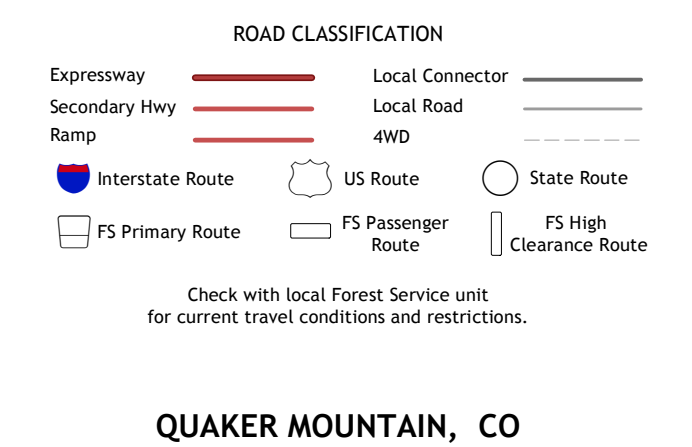 ROAD CLASSIFICATION
Expressway
Local Connector
Secondary Hwy
Local Road
Ramp
4WD
Interstate Route
US Route
State Route
FS Primary Route
FS Passenger
Route
FS High
Clearance Route
Check with local Forest Service unit
for current travel conditions and restrictions.
QUAKER MOUNTAIN, CO